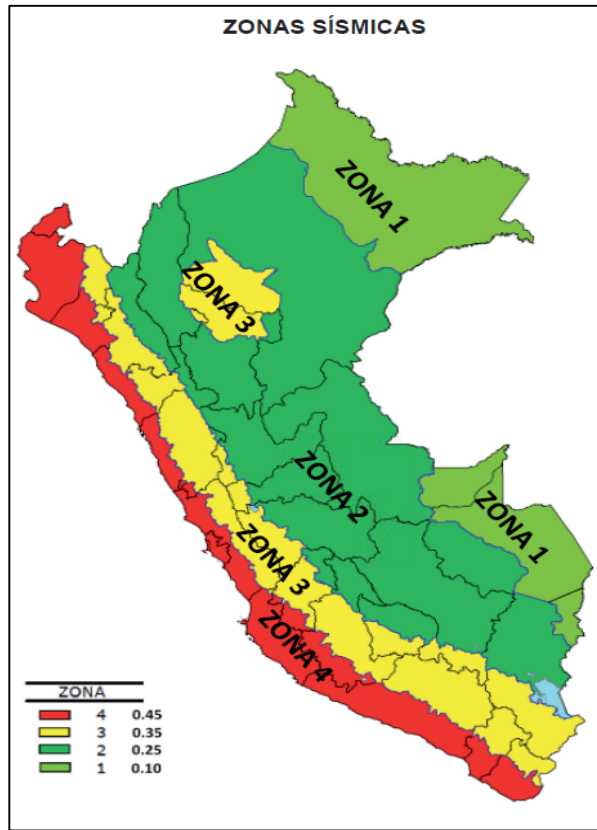 ZONAS SÍSMICAS
ZONA 1
ZONA 3
ZONA 2
ZONA 1
ZONA 3
ZONA 4
ZONA
4 0.45
3 0.35
2 0.25
1 0.10